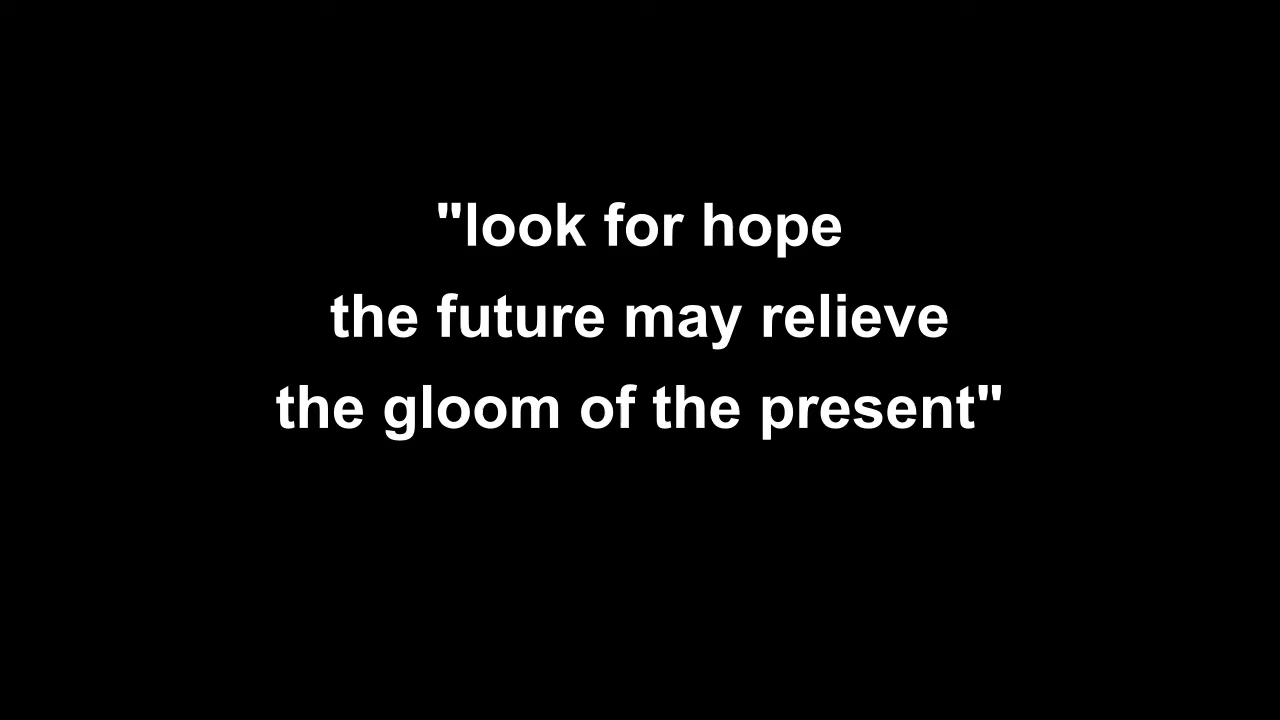 "look for hope
the future may relieve
the gloom of the present"